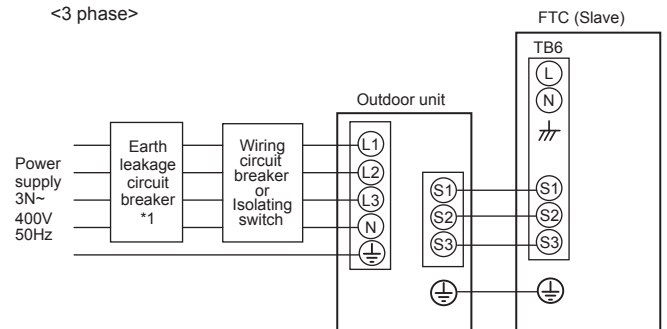 <3 phase>
FTC (Slave)
TB6
L
N
Outdoor unit
Power
supply
3N~
400V
50Hz
Earth
leakage
circuit
breaker
*1
Wiring
circuit
breaker
or
Isolating
switch
L1
L2
L3
N
S1
S2
S3
S1
S2
S3